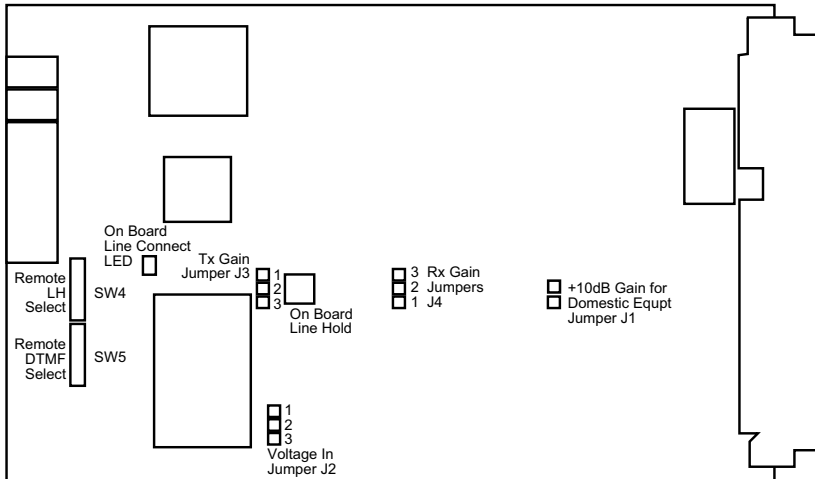 On Board
Line Connect
LED
Tx Gain
Jumper J3
1
2
3
On Board
Line Hold
3 Rx Gain
2 Jumpers
1 J4
+10dB Gain for
Domestic Equpt
Jumper J1
Remote
LH
Select
SW4
Remote
DTMF
Select
SW5
1
2
3
Voltage In
Jumper J2